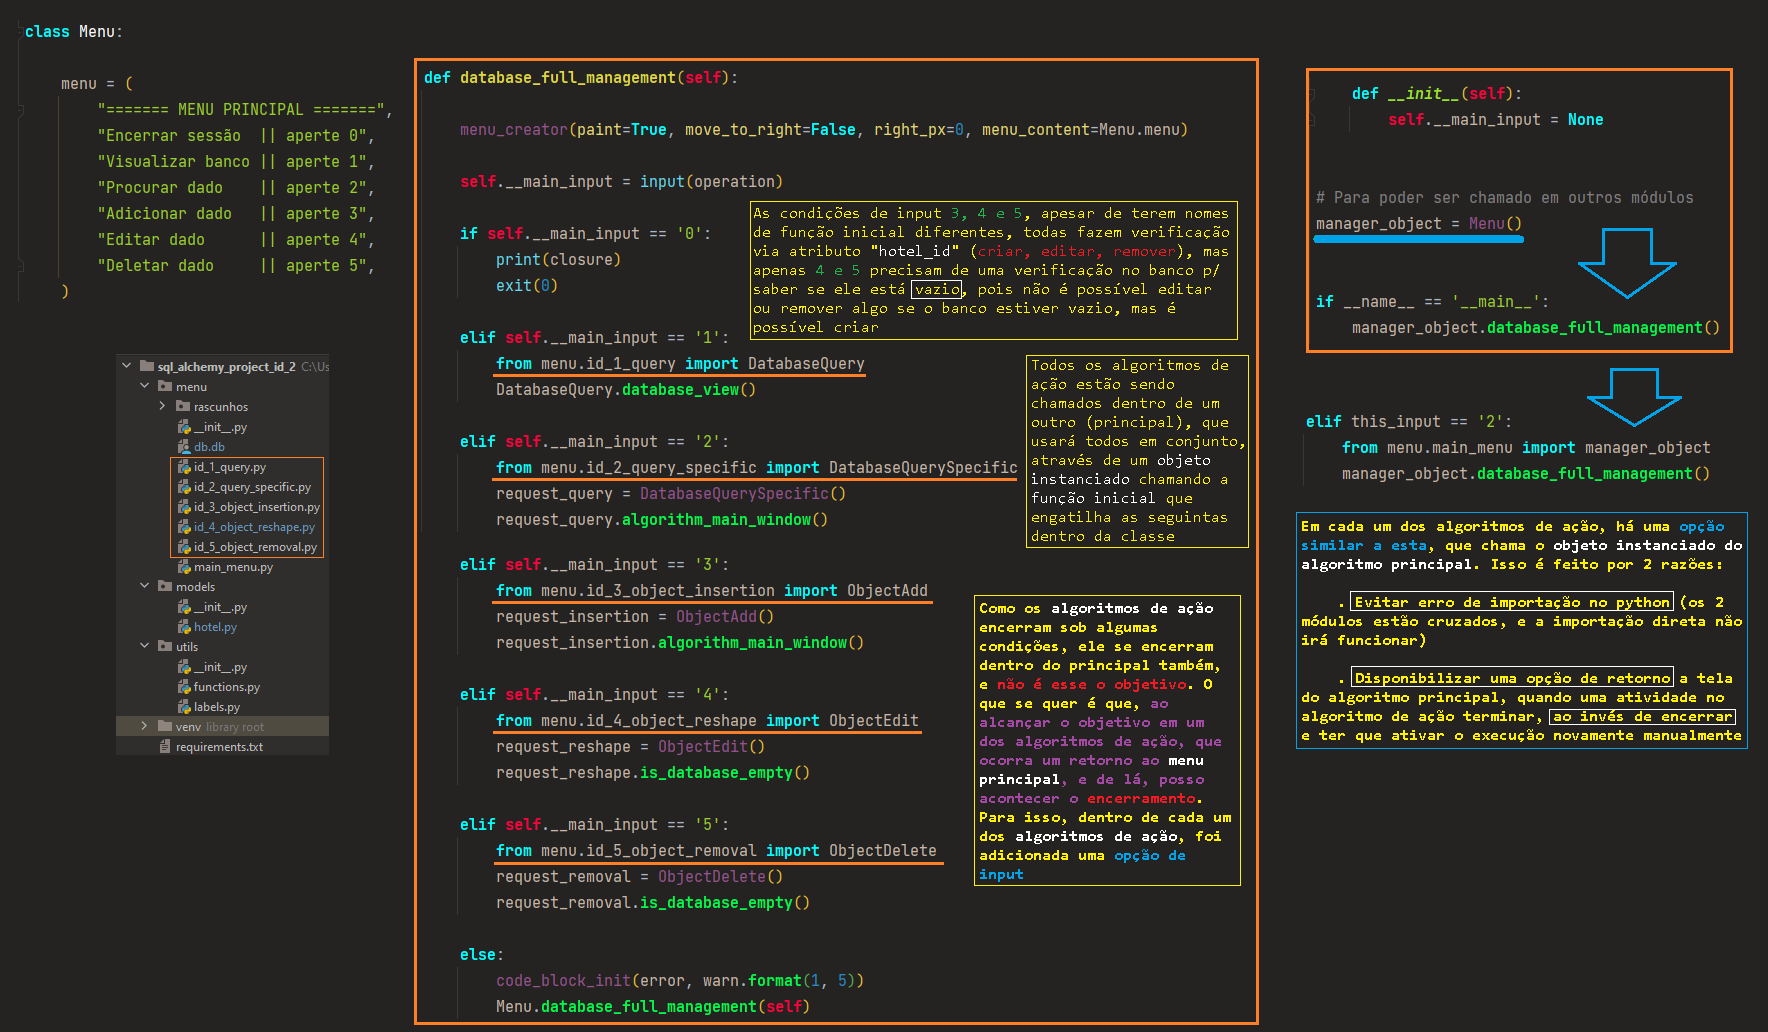 class Menu:
menu = (
"======= MENU PRINCIPAL =======",
"Encerrar sessão  || aperte 0",
"Visualizar banco || aperte 1",
"Procurar dado    || aperte 2",
"Adicionar dado   || aperte 3",
"Editar dado      || aperte 4",
"Deletar dado     || aperte 5",
)
sql_alchemy_project_id_2 C:\Us
menu
rascunhos
__init__.py
db.db
id_1_query.py
id_2_query_specific.py
id_3_object_insertion.py
id_4_object_reshape.py
id_5_object_removal.py
main_menu.py
models
__init__.py
hotel.py
utils
__init__.py
functions.py
labels.py
venv library root
requirements.txt
def database_full_management(self):
menu_creator(paint=True, move_to_right=False, right_px=0, menu_content=Menu.menu)
self.__main_input = input(operation)
if self.__main_input == '0':
print(closure)
exit(0)
elif self.__main_input == '1':
from menu.id_1_query import DatabaseQuery
DatabaseQuery.database_view()
elif self.__main_input == '2':
from menu.id_2_query_specific import DatabaseQuerySpecific
request_query = DatabaseQuerySpecific()
request_query.algorithm_main_window()
elif self.__main_input == '3':
from menu.id_3_object_insertion import ObjectAdd
request_insertion = ObjectAdd()
request_insertion.algorithm_main_window()
elif self.__main_input == '4':
from menu.id_4_object_reshape import ObjectEdit
request_reshape = ObjectEdit()
request_reshape.is_database_empty()
elif self.__main_input == '5':
from menu.id_5_object_removal import ObjectDelete
request_removal = ObjectDelete()
request_removal.is_database_empty()
else:
code_block_init(error, warn.format(1, 5))
Menu.database_full_management(self)
As condições de input 3, 4 e 5, apesar de terem nomes
de função inicial diferentes, todas fazem verificação
via atributo "hotel_id" (criar, editar, remover), mas
apenas 4 e 5 precisam de uma verificação no banco p/
saber se ele está vazio, pois não é possível editar
ou remover algo se o banco estiver vazio, mas é
possível criar
Todos os algoritmos de
ação estão sendo
chamados dentro de um
outro (principal), que
usará todos em conjunto,
através de um objeto
instanciado chamando a
função inicial que
engatilha as seguintas
dentro da classe
Como os algoritmos de ação
encerram sob algumas
condições, ele se encerram
dentro do principal também,
e não é esse o objetivo. O
que se quer é que, ao
alcançar o objetivo em um
dos algoritmos de ação, que
ocorra um retorno ao menu
principal, e de lá, posso
acontecer o encerramento.
Para isso, dentro de cada um
dos algoritmos de ação, foi
adicionada uma opção de
input
def __init__(self):
self.__main_input = None
# Para poder ser chamado em outros módulos
manager_object = Menu()
if __name__ == '__main__':
manager_object.database_full_management()
elif this_input == '2':
from menu.main_menu import manager_object
manager_object.database_full_management()
Em cada um dos algoritmos de ação, há uma opção
similar a esta, que chama o objeto instanciado do
algoritmo principal. Isso é feito por 2 razões:
. Evitar erro de importação no python (os 2
módulos estão cruzados, e a importação direta não
irá funcionar)
. Disponibilizar uma opção de retorno a tela
do algoritmo principal, quando uma atividade no
algoritmo de ação terminar, ao invés de encerrar
e ter que ativar o execução novamente manualmente